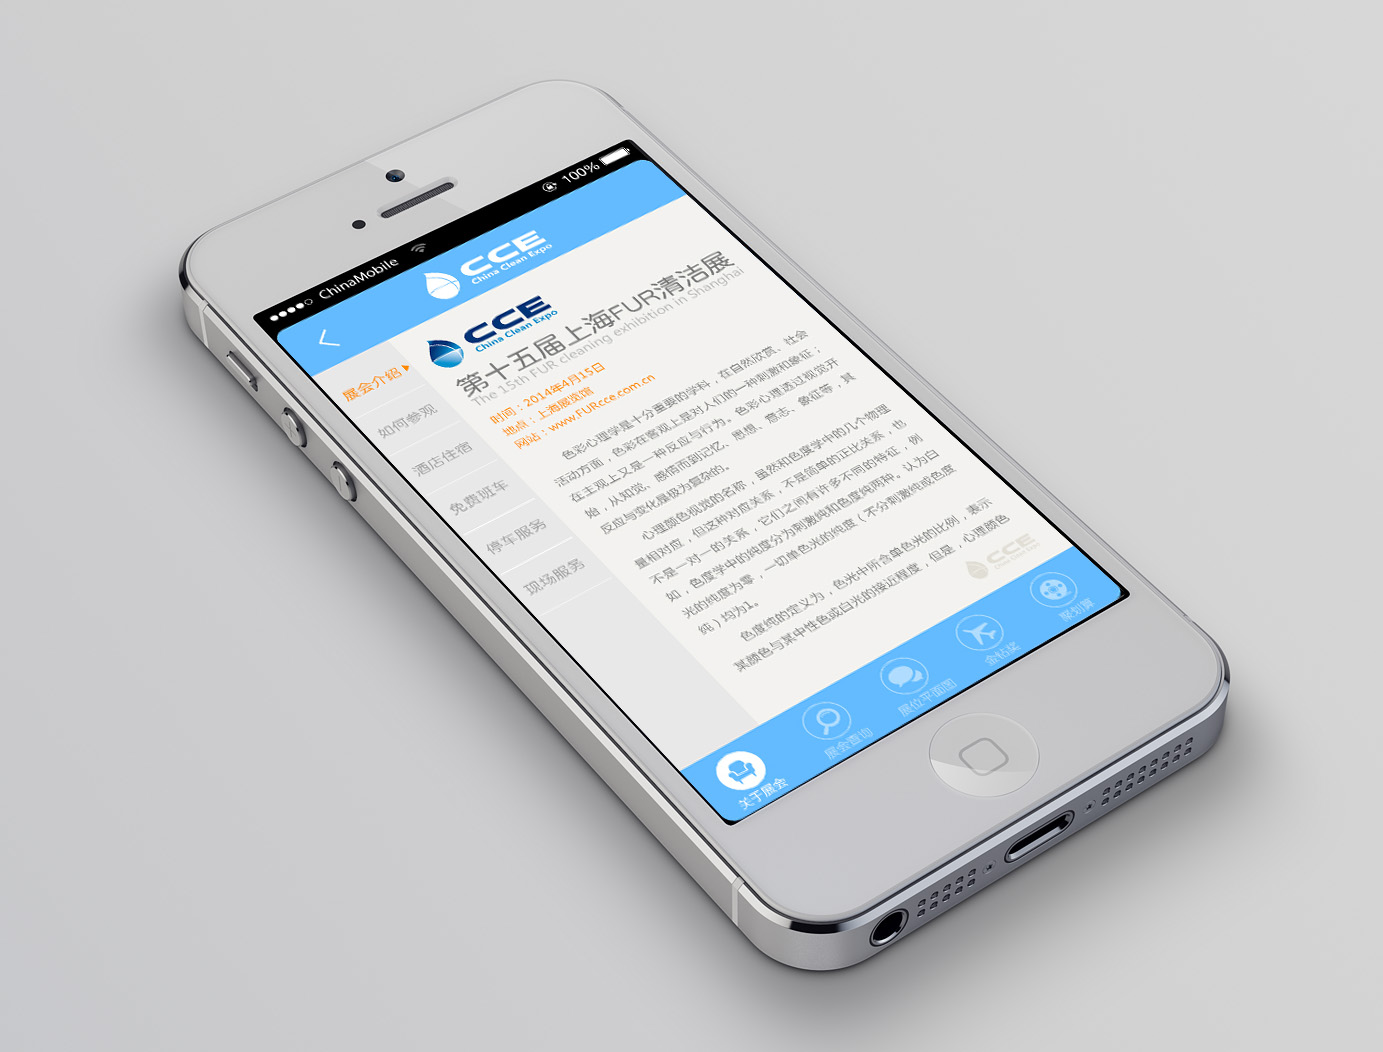 ChinaMobile
100%
CCE
China Clean Expo
CCE
China Clean Expo
第十五届上海FUR清洁展
The 15th FUR cleaning exhibition in Shanghai
时间：2014年4月15日
地点：上海展览馆
网站：www.FURcce.com.cn
展会介绍
如何参观
酒店住宿
免费班车
停车服务
现场服务
色彩心理学是十分重要的学科，在自然欣赏、社会
活动方面，色彩在客观上是对人们的一种刺激和象征；
在主观上又是一种反应与行为。色彩心理透过视觉开
始，从知觉、感情而到记忆、思想、意志、象征等，其
反应与变化是极为复杂的。
心理颜色视觉的名称，虽然和色度学中的几个物理
量相对应，但这种对应关系，不是简单的正比关系，也
不是一对一的关系，它们之间有许多不同的特征，例
如，色度学中的纯度分为刺激纯和色度纯两种。认为白
光的纯度为零，一切单色光的纯度（不分刺激纯或色度
纯）均为1。
色度纯的定义为，色光中所含单色光的比例，表示
某颜色与某中性色或白光的接近程度，但是，心理颜色
CCE
China Clean Expo
关于展会
展会查询
展位平面图
金钻奖
聚划算